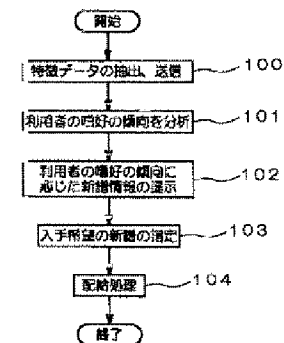 開始
特徴データの抽出、送信
100
利用者の嗜好の傾向を分析
101
利用者の嗜好の傾向に
応じた新譜情報の提示
102
入手希望の新譜の指定
103
配給処理
104
終了